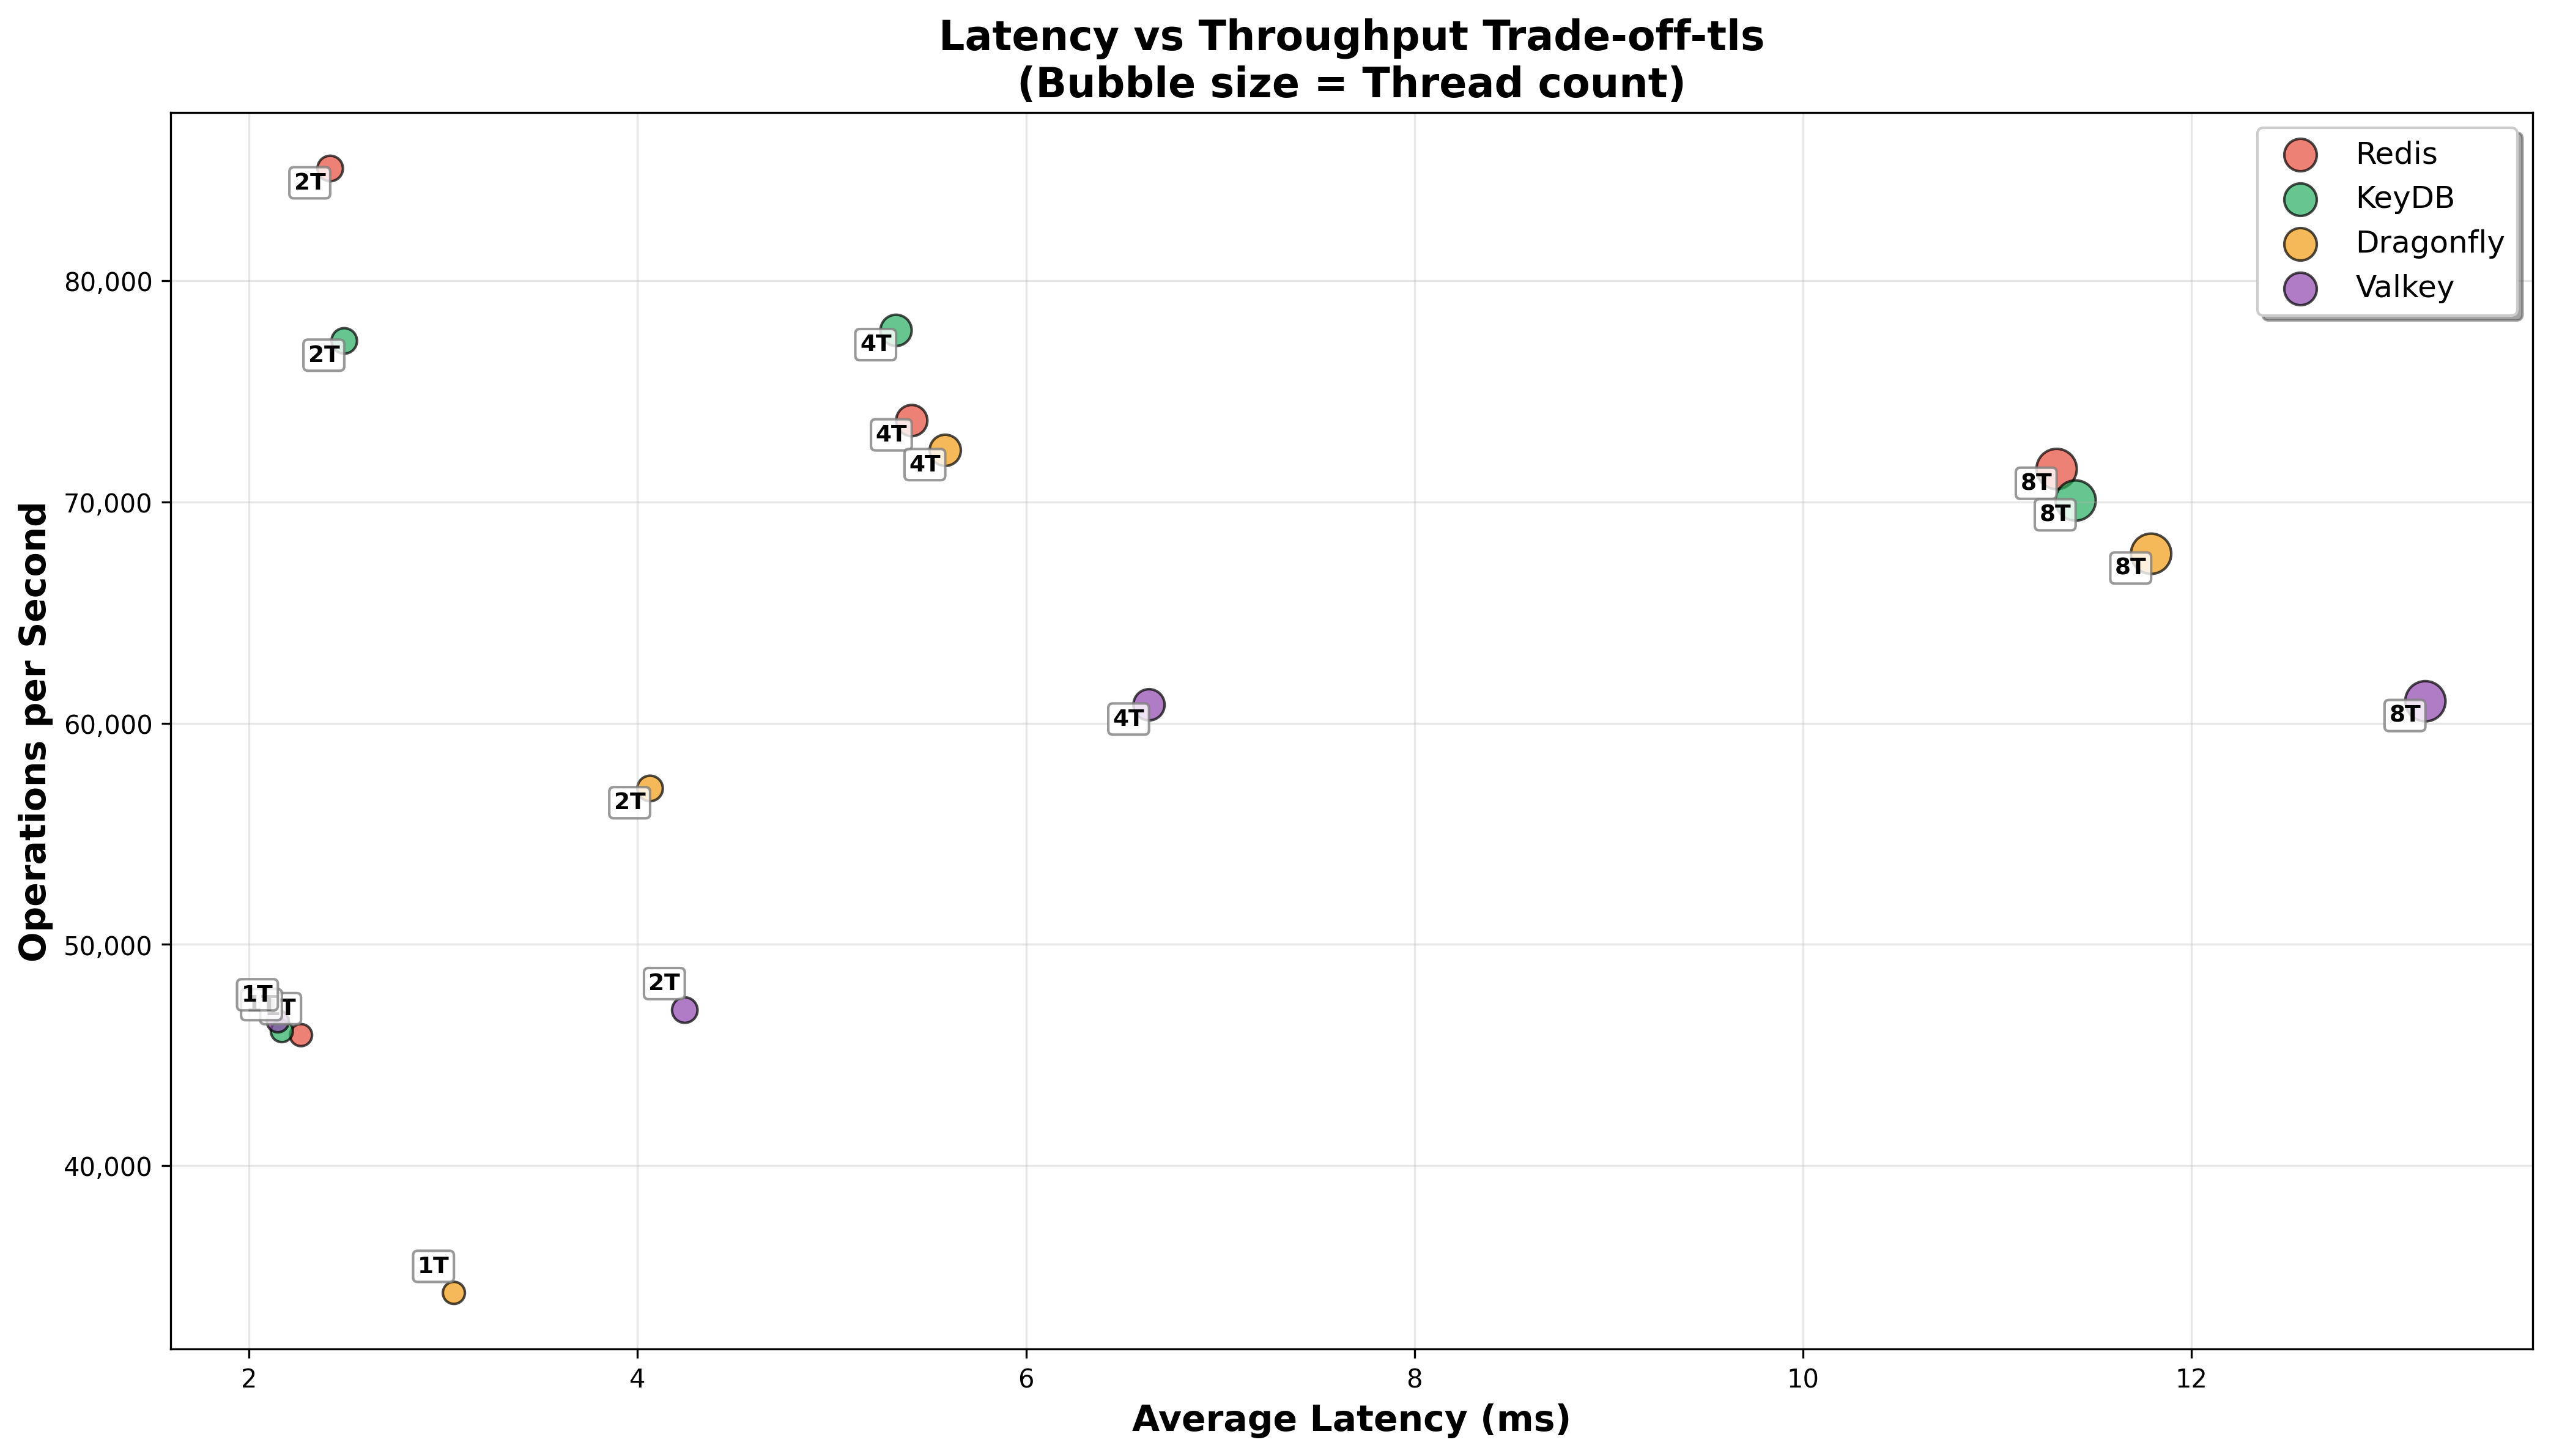 Latency vs Throughput Trade-off-tls
(Bubble size = Thread count)
Redis
KeyDB
Dragonfly
Valkey
Operations per Second
80,000
70,000
60,000
50,000
40,000
2T
2T
4T
4T
4T
8T
8T
8T
4T
8T
2T
2T
1T
T
1T
2
4
6
8
10
12
Average Latency (ms)